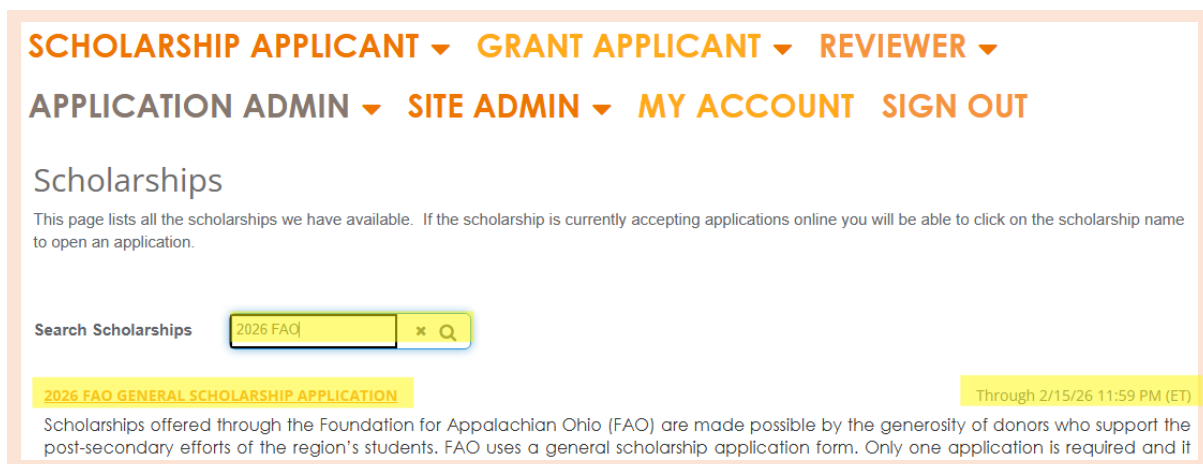 SCHOLARSHIP APPLICANT GRANT APPLICANT REVIEWER
APPLICATION ADMIN SITE ADMIN MY ACCOUNT SIGN OUT
Scholarships
This page lists all the scholarships we have available. If the scholarship is currently accepting applications online you will be able to click on the scholarship name
to open an application.
Search Scholarships 2026 FAO
2026 FAO GENERAL SCHOLARSHIP APPLICATION Through 2/15/26 11:59 PM (ET)
Scholarships offered through the Foundation for Appalachian Ohio (FAO) are made possible by the generosity of donors who support the
post-secondary efforts of the region's students. FAO uses a general scholarship application form. Only one application is required and it